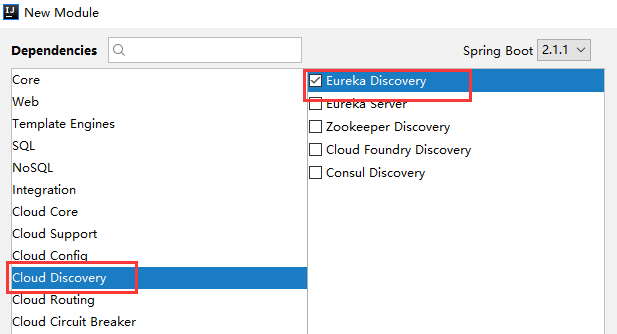 IJ New Module
Dependencies
Spring Boot 2.1.1
Core
Web
Template Engines
SQL
NoSQL
Integration
Cloud Core
Cloud Support
Cloud Config
Cloud Discovery
Cloud Routing
Cloud Circuit Breaker
Eureka Discovery
Eureka Server
Zookeeper Discovery
Cloud Foundry Discovery
Consul Discovery